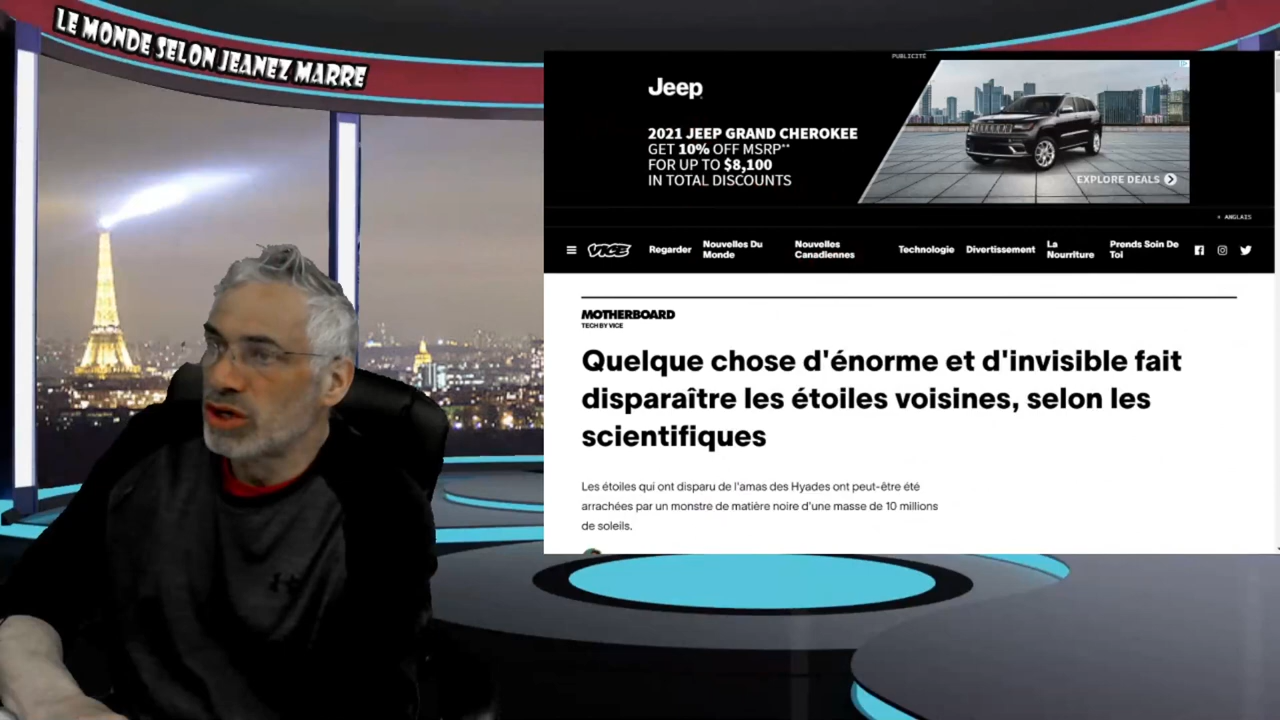 LE MONDE SELON JEANEZ MARRE
PUBLICITÉ
Jeep
2021 JEEP GRAND CHEROKEE
GET 10% OFF MSRP**
FOR UP TO $8,100
IN TOTAL DISCOUNTS
EXPLORE DEALS
+ ANGLAIS
VICE
Regarder
Nouvelles Du
Monde
Nouvelles
Canadiennes
Technologie
Divertissement
La
Nourriture
Prends Soin De
Toi
MOTHERBOARD
TECH BY VICE
Quelque chose d'énorme et d'invisible fait
disparaître les étoiles voisines, selon les
scientifiques
Les étoiles qui ont disparu de l'amas des Hyades ont peut-être été
arrachées par un monstre de matière noire d'une masse de 10 millions
de soleils.